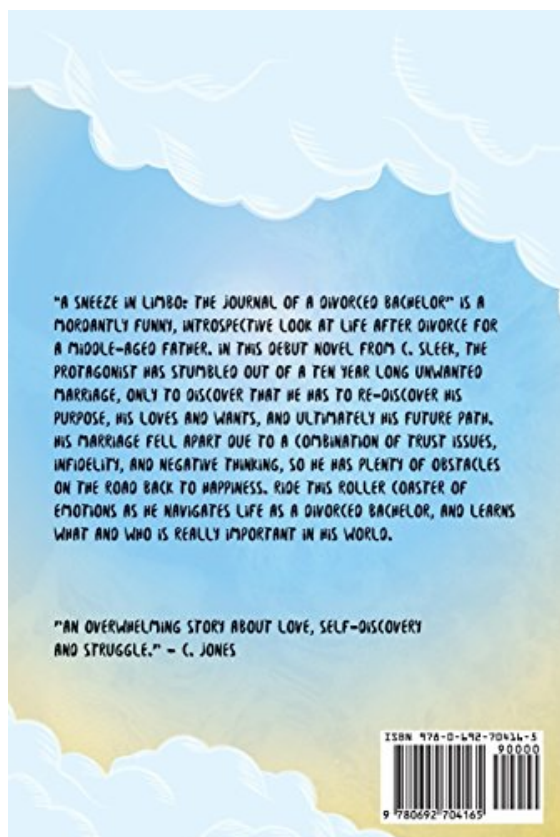 "A SNEEZE IN LIMBO: THE JOURNAL OF A DIVORCED BACHELOR" IS A
MORDANTLY FUNNY, INTROSPECTIVE LOOK AT LIFE AFTER DIVORCE FOR
A MIDDLE-AGED FATHER. IN THIS DEBUT NOVEL FROM C. SLEEK, THE
PROTAGONIST HAS STUMBLED OUT OF A TEN YEAR LONG UNWANTED
MARRIAGE, ONLY TO DISCOVER THAT HE HAS TO RE-DISCOVER HIS
PURPOSE, HIS LOVES AND WANTS, AND ULTIMATELY HIS FUTURE PATH.
HIS MARRIAGE FELL APART DUE TO A COMBINATION OF TRUST ISSUES,
INFIDELITY, AND NEGATIVE THINKING, SO HE HAS PLENTY OF OBSTACLES
ON THE ROAD BACK TO HAPPINESS. RIDE THIS ROLLER COASTER OF
EMOTIONS AS HE NAVIGATES LIFE AS A DIVORCED BACHELOR, AND LEARNS
WHAT AND WHO IS REALLY IMPORTANT IN HIS WORLD.
"AN OVERWHELMING STORY ABOUT LOVE, SELF-DISCOVERY
AND STRUGGLE." - C. JONES
ISBN 978-0-692-70416-5
90000
9 780692 704165